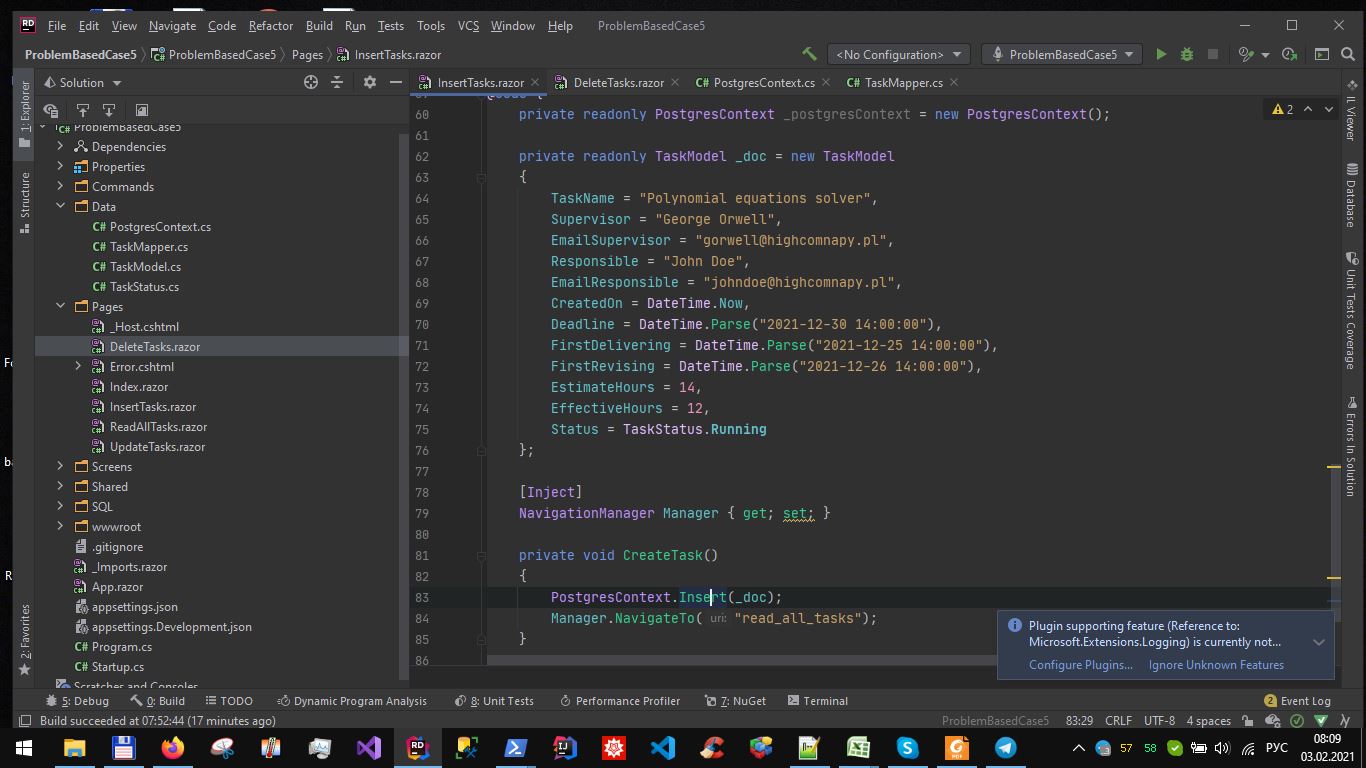 File Edit View Navigate Code Refactor Build Run Tests Tools VCS Window Help ProblemBasedCase5
ProblemBasedCase5 ProblemBasedCase5 Pages InsertTasks.razor <No Configuration> ProblemBasedCase5
Solution InsertTasks.razor DeleteTasks.razor PostgresContext.cs TaskMapper.cs
1: Explorer
Structure
2: Favorites
ProblemBasedCase5
Dependencies
Properties
Commands
Data
PostgresContext.cs
TaskMapper.cs
TaskModel.cs
TaskStatus.cs
Pages
_Host.cshtml
DeleteTasks.razor
Error.cshtml
Index.razor
InsertTasks.razor
ReadAllTasks.razor
UpdateTasks.razor
Screens
Shared
SQL
wwwroot
.gitignore
_Imports.razor
App.razor
appsettings.json
appsettings.Development.json
Program.cs
Startup.cs
Scratches and Consoles
2
60 private readonly PostgresContext _postgresContext = new PostgresContext();
61
62 private readonly TaskModel _doc = new TaskModel
63 {
64 TaskName = "Polynomial equations solver",
65 Supervisor = "George Orwell",
66 EmailSupervisor = "gorwell@highcomnapy.pl",
67 Responsible = "John Doe",
68 EmailResponsible = "johndoe@highcomnapy.pl",
69 CreatedOn = DateTime.Now,
70 Deadline = DateTime.Parse("2021-12-30 14:00:00"),
71 FirstDelivering = DateTime.Parse("2021-12-25 14:00:00"),
72 FirstRevising = DateTime.Parse("2021-12-26 14:00:00"),
73 EstimateHours = 14,
74 EffectiveHours = 12,
75 Status = TaskStatus.Running
76 };
77
78 [Inject]
79 NavigationManager Manager { get; set; }
80
81 private void CreateTask()
82 {
83 PostgresContext.Insert(_doc);
84 Manager.NavigateTo( uri: "read_all_tasks");
85 }
86
IL Viewer
Database
Unit Tests Coverage
Errors In Solution
Plugin supporting feature (Reference to:
Microsoft.Extensions.Logging) is currently not...
Configure Plugins... Ignore Unknown Features
5: Debug 0: Build TODO Dynamic Program Analysis 8: Unit Tests Performance Profiler 7: NuGet Terminal 2 Event Log
Build succeeded at 07:52:44 (17 minutes ago) ProblemBasedCase5 83:29 CRLF UTF-8 4 spaces
57 58 РУС 08:09
03.02.2021